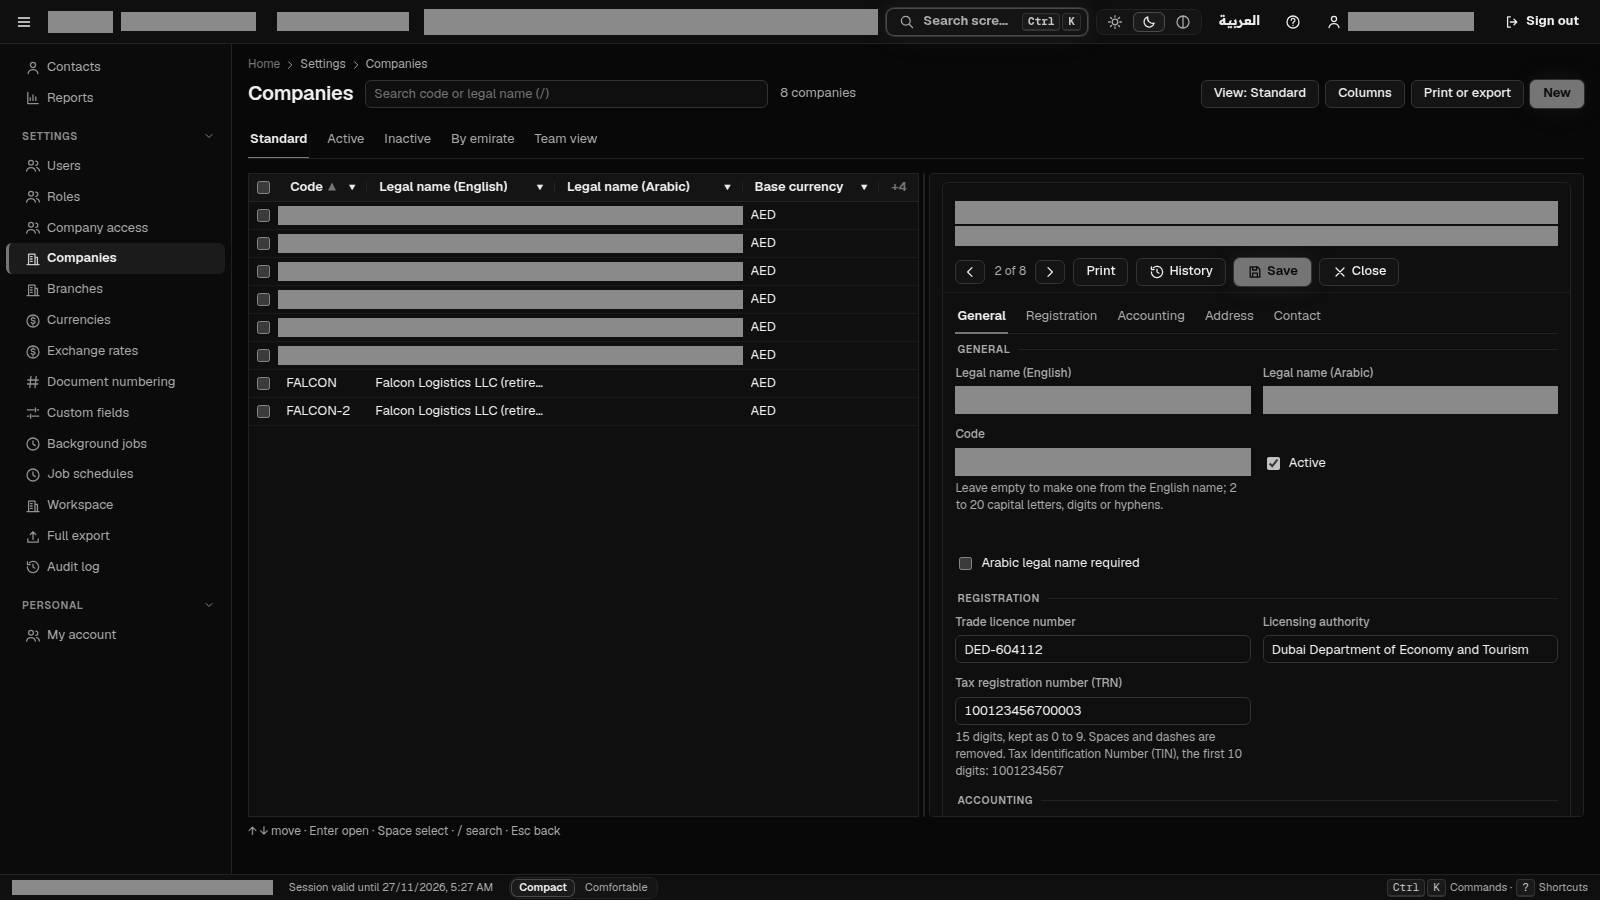 Search scre... Ctrl K
العربية
Sign out
Contacts
Reports
SETTINGS
Users
Roles
Company access
Companies
Branches
Currencies
Exchange rates
Document numbering
Custom fields
Background jobs
Job schedules
Workspace
Full export
Audit log
PERSONAL
My account
Home > Settings > Companies
Companies
Search code or legal name (/)
8 companies
View: Standard
Columns
Print or export
New
Standard Active Inactive By emirate Team view
Code Legal name (English) Legal name (Arabic) Base currency +4
AED
AED
AED
AED
AED
AED
FALCON Falcon Logistics LLC (retire... AED
FALCON-2 Falcon Logistics LLC (retire... AED
2 of 8
Print
History
Save
Close
General Registration Accounting Address Contact
GENERAL
Legal name (English) Legal name (Arabic)
Code
Active
Leave empty to make one from the English name; 2
to 20 capital letters, digits or hyphens.
Arabic legal name required
REGISTRATION
Trade licence number Licensing authority
DED-604112 Dubai Department of Economy and Tourism
Tax registration number (TRN)
100123456700003
15 digits, kept as 0 to 9. Spaces and dashes are
removed. Tax Identification Number (TIN), the first 10
digits: 1001234567
ACCOUNTING
↑↓ move · Enter open · Space select · / search · Esc back
Session valid until 27/11/2026, 5:27 AM
Compact Comfortable
Ctrl K Commands · ? Shortcuts